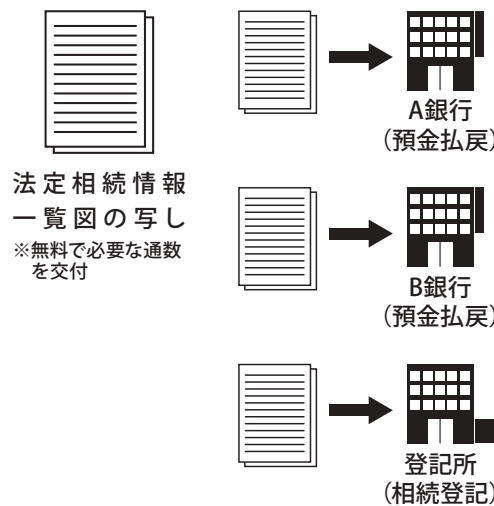 法定相続情報
一覧図の写し
※無料で必要な通数
を交付
A銀行
（預金払戻）
B銀行
（預金払戻）
登記所
（相続登記）